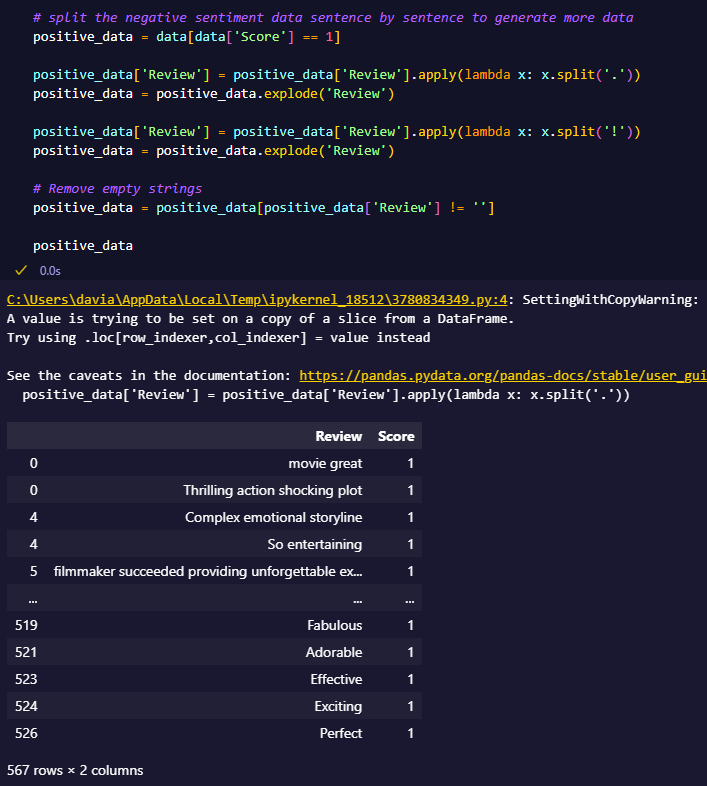 # split the negative sentiment data sentence by sentence to generate more data
positive_data = data[data['Score'] == 1]
positive_data['Review'] = positive_data['Review'].apply(lambda x: x.split('.'))
positive_data = positive_data.explode('Review')
positive_data['Review'] = positive_data['Review'].apply(lambda x: x.split('!'))
positive_data = positive_data.explode('Review')
# Remove empty strings
positive_data = positive_data[positive_data['Review'] != '']
positive_data
0.0s
C:\Users\davia\AppData\Local\Temp\ipykernel_18512\3780834349.py:4: SettingWithCopyWarning:
A value is trying to be set on a copy of a slice from a DataFrame.
Try using .loc[row_indexer,col_indexer] = value instead
See the caveats in the documentation: https://pandas.pydata.org/pandas-docs/stable/user_gui
positive_data['Review'] = positive_data['Review'].apply(lambda x: x.split('.'))
Review Score
0 movie great 1
0 Thrilling action shocking plot 1
4 Complex emotional storyline 1
4 So entertaining 1
5 filmmaker succeeded providing unforgettable ex... 1
... ... ...
519 Fabulous 1
521 Adorable 1
523 Effective 1
524 Exciting 1
526 Perfect 1
567 rows × 2 columns